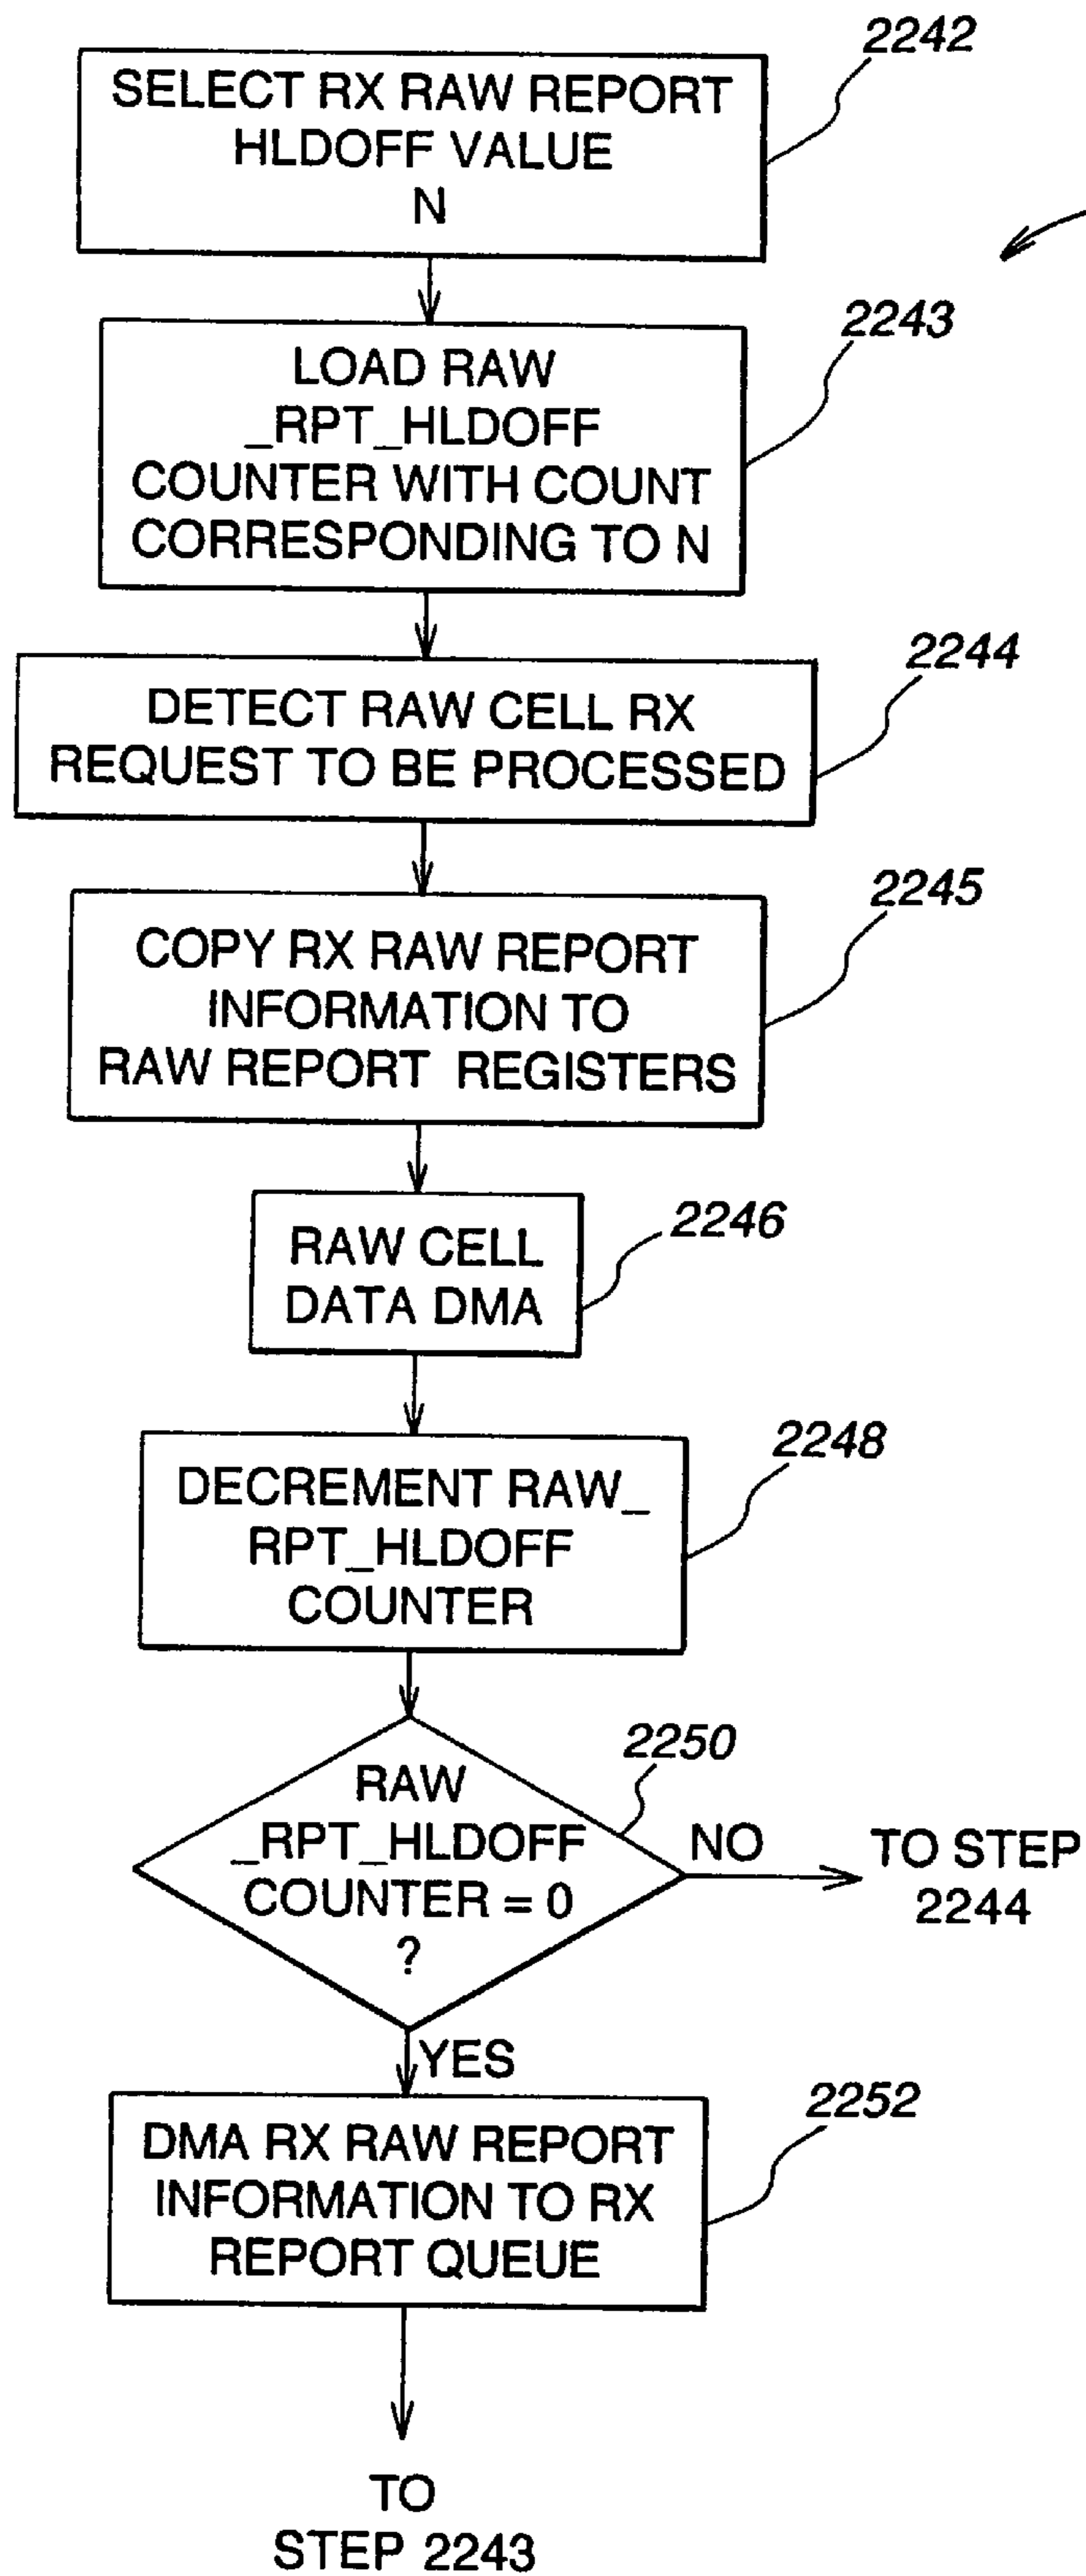 2242
SELECT RX RAW REPORT
HLDOFF VALUE
N
2243
LOAD RAW
_RPT_HLDOFF
COUNTER WITH COUNT
CORRESPONDING TO N
2244
DETECT RAW CELL RX
REQUEST TO BE PROCESSED
2245
COPY RX RAW REPORT
INFORMATION TO
RAW REPORT REGISTERS
2246
RAW CELL
DATA DMA
2248
DECREMENT RAW_
RPT_HLDOFF
COUNTER
2250
RAW
_RPT_HLDOFF
COUNTER = 0
?
NO
TO STEP
2244
YES
2252
DMA RX RAW REPORT
INFORMATION TO RX
REPORT QUEUE
TO
STEP 2243